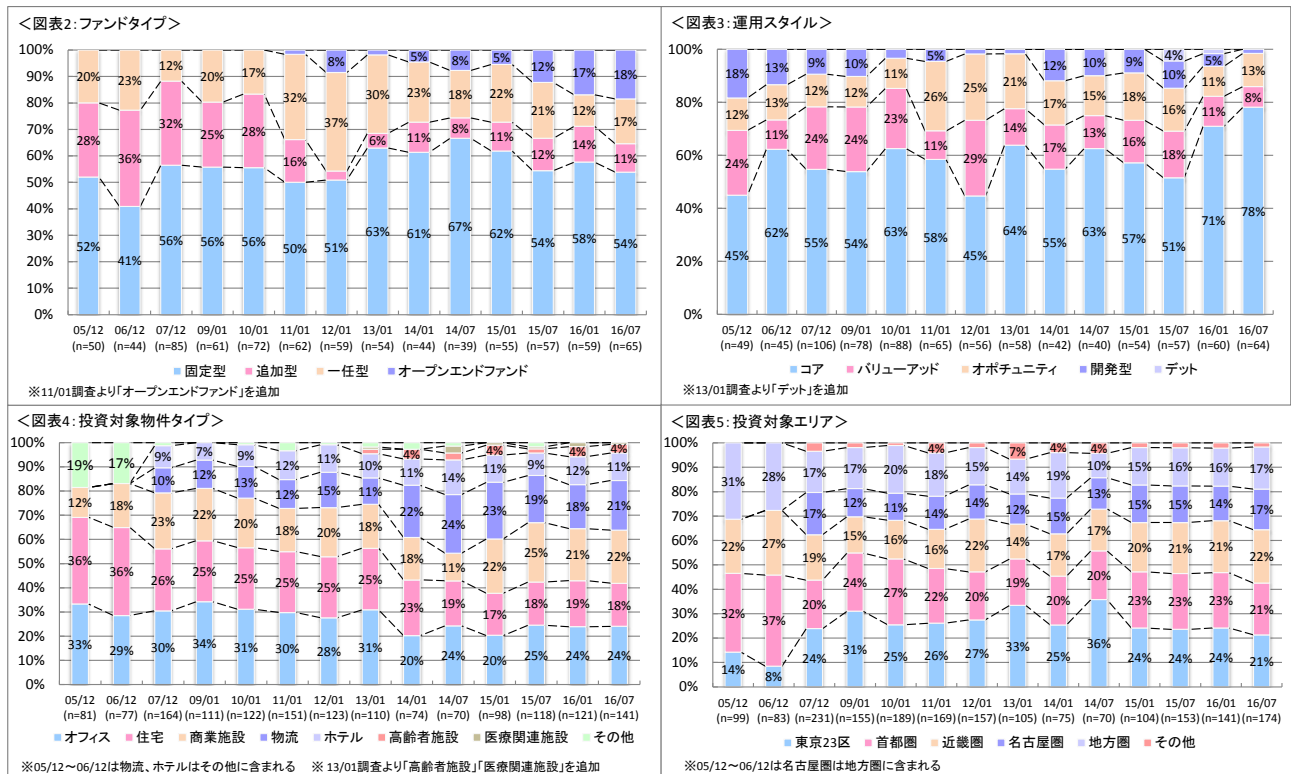 ＜図表2：ファンドタイプ＞
100%
90%
80%
70%
60%
50%
40%
30%
20%
10%
0%
20% 23% 12% 20% 17% 32% 8% 30% 5% 8% 5% 12% 17% 18%
37% 23% 18% 22% 21% 12% 17%
28% 36% 32% 25% 28% 16% 6% 11% 8% 11% 12% 14% 11%
52% 41% 56% 56% 56% 50% 51% 63% 61% 67% 62% 54% 58% 54%
05/12 06/12 07/12 09/01 10/01 11/01 12/01 13/01 14/01 14/07 15/01 15/07 16/01 16/07
(n=50) (n=44) (n=85) (n=61) (n=72) (n=62) (n=59) (n=54) (n=44) (n=39) (n=55) (n=57) (n=59) (n=65)
固定型 追加型 一任型 オープンエンドファンド
※11/01調査より「オープンエンドファンド」を追加
＜図表3：運用スタイル＞
100%
80%
60%
40%
20%
0%
4%
18% 13% 9% 10% 5% 12% 10% 9% 10% 5%
12% 13% 12% 12% 11% 26% 25% 21% 17% 15% 18% 16% 11% 13%
24% 11% 24% 24% 23% 11% 29% 14% 17% 13% 16% 18% 11% 8%
45% 62% 55% 54% 63% 58% 45% 64% 55% 63% 57% 51% 71% 78%
05/12 06/12 07/12 09/01 10/01 11/01 12/01 13/01 14/01 14/07 15/01 15/07 16/01 16/07
(n=49) (n=45) (n=106) (n=78) (n=88) (n=65) (n=56) (n=58) (n=42) (n=40) (n=54) (n=57) (n=60) (n=64)
コア バリューアッド オポチュニティ 開発型 デット
※13/01調査より「デット」を追加
＜図表4：投資対象物件タイプ＞
100%
90%
80%
70%
60%
50%
40%
30%
20%
10%
0%
19% 17% 4% 4% 4% 4%
9% 7% 9% 12% 11% 10% 11% 14% 11% 9% 12% 11%
10% 12% 13% 12% 15% 11% 22% 24% 23% 19% 18% 21%
12% 18% 23% 22% 20% 18% 20% 18% 18% 11% 22% 25% 21% 22%
36% 36% 26% 25% 25% 25% 25% 25% 23% 19% 17% 18% 19% 18%
33% 29% 30% 34% 31% 30% 28% 31% 20% 24% 20% 25% 24% 24%
05/12 06/12 07/12 09/01 10/01 11/01 12/01 13/01 14/01 14/07 15/01 15/07 16/01 16/07
(n=81) (n=77) (n=164) (n=111) (n=122) (n=151) (n=123) (n=110) (n=74) (n=70) (n=98) (n=118) (n=121) (n=141)
オフィス 住宅 商業施設 物流 ホテル 高齢者施設 医療関連施設 その他
※05/12～06/12は物流、ホテルはその他に含まれる ※ 13/01調査より「高齢者施設」「医療関連施設」を追加
＜図表5：投資対象エリア＞
100%
90%
80%
70%
60%
50%
40%
30%
20%
10%
0%
4% 7% 4% 4%
31% 28% 17% 17% 20% 18% 15% 14% 19% 10% 15% 16% 16% 17%
17% 12% 11% 14% 14% 12% 15% 13% 15% 15% 14% 17%
22% 27% 19% 15% 16% 16% 22% 14% 17% 17% 20% 21% 21% 22%
32% 37% 20% 24% 27% 22% 20% 19% 20% 20% 23% 23% 23% 21%
14% 8% 24% 31% 25% 26% 27% 33% 25% 36% 24% 24% 24% 21%
05/12 06/12 07/12 09/01 10/01 11/01 12/01 13/01 14/01 14/07 15/01 15/07 16/01 16/07
(n=99) (n=83) (n=231) (n=155) (n=189) (n=169) (n=157) (n=105) (n=75) (n=70) (n=104) (n=153) (n=141) (n=174)
東京23区 首都圏 近畿圏 名古屋圏 地方圏 その他
※05/12～06/12は名古屋圏は地方圏に含まれる